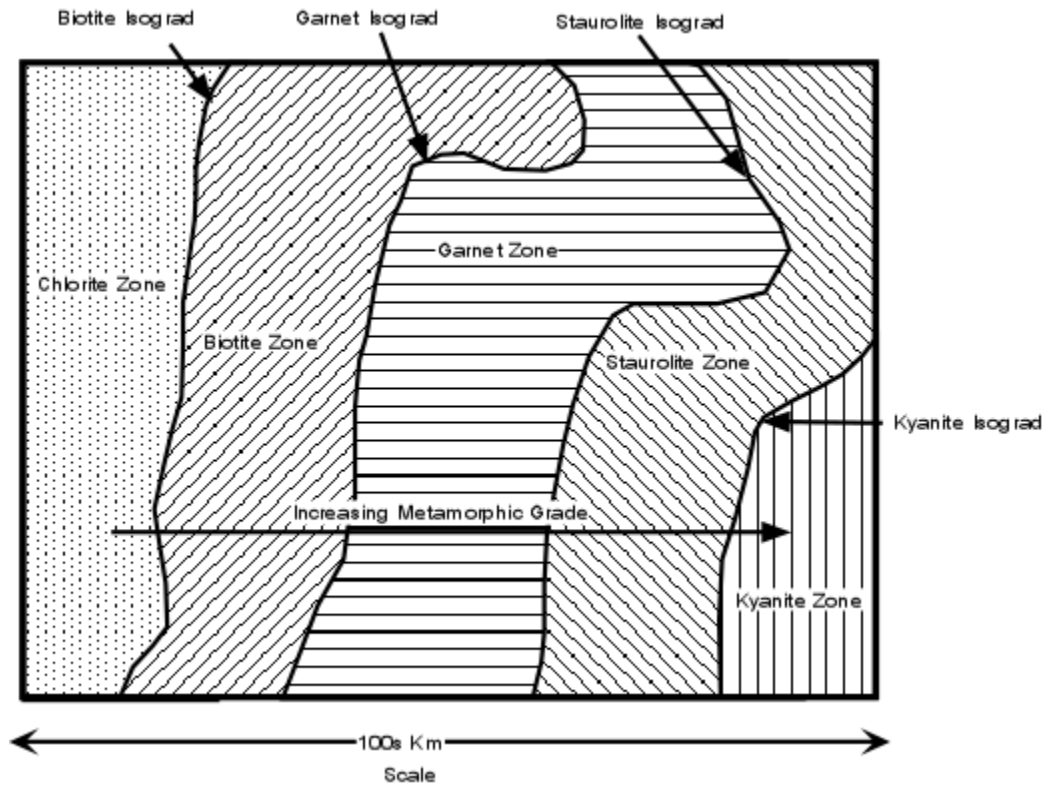 Biotite Isograd
Garnet Isograd
Staurolite Isograd
Garnet Zone
Chlorite Zone
Biotite Zone
Staurolite Zone
Kyanite Isograd
Increasing Metamorphic Grade
Kyanite Zone
100s Km
Scale